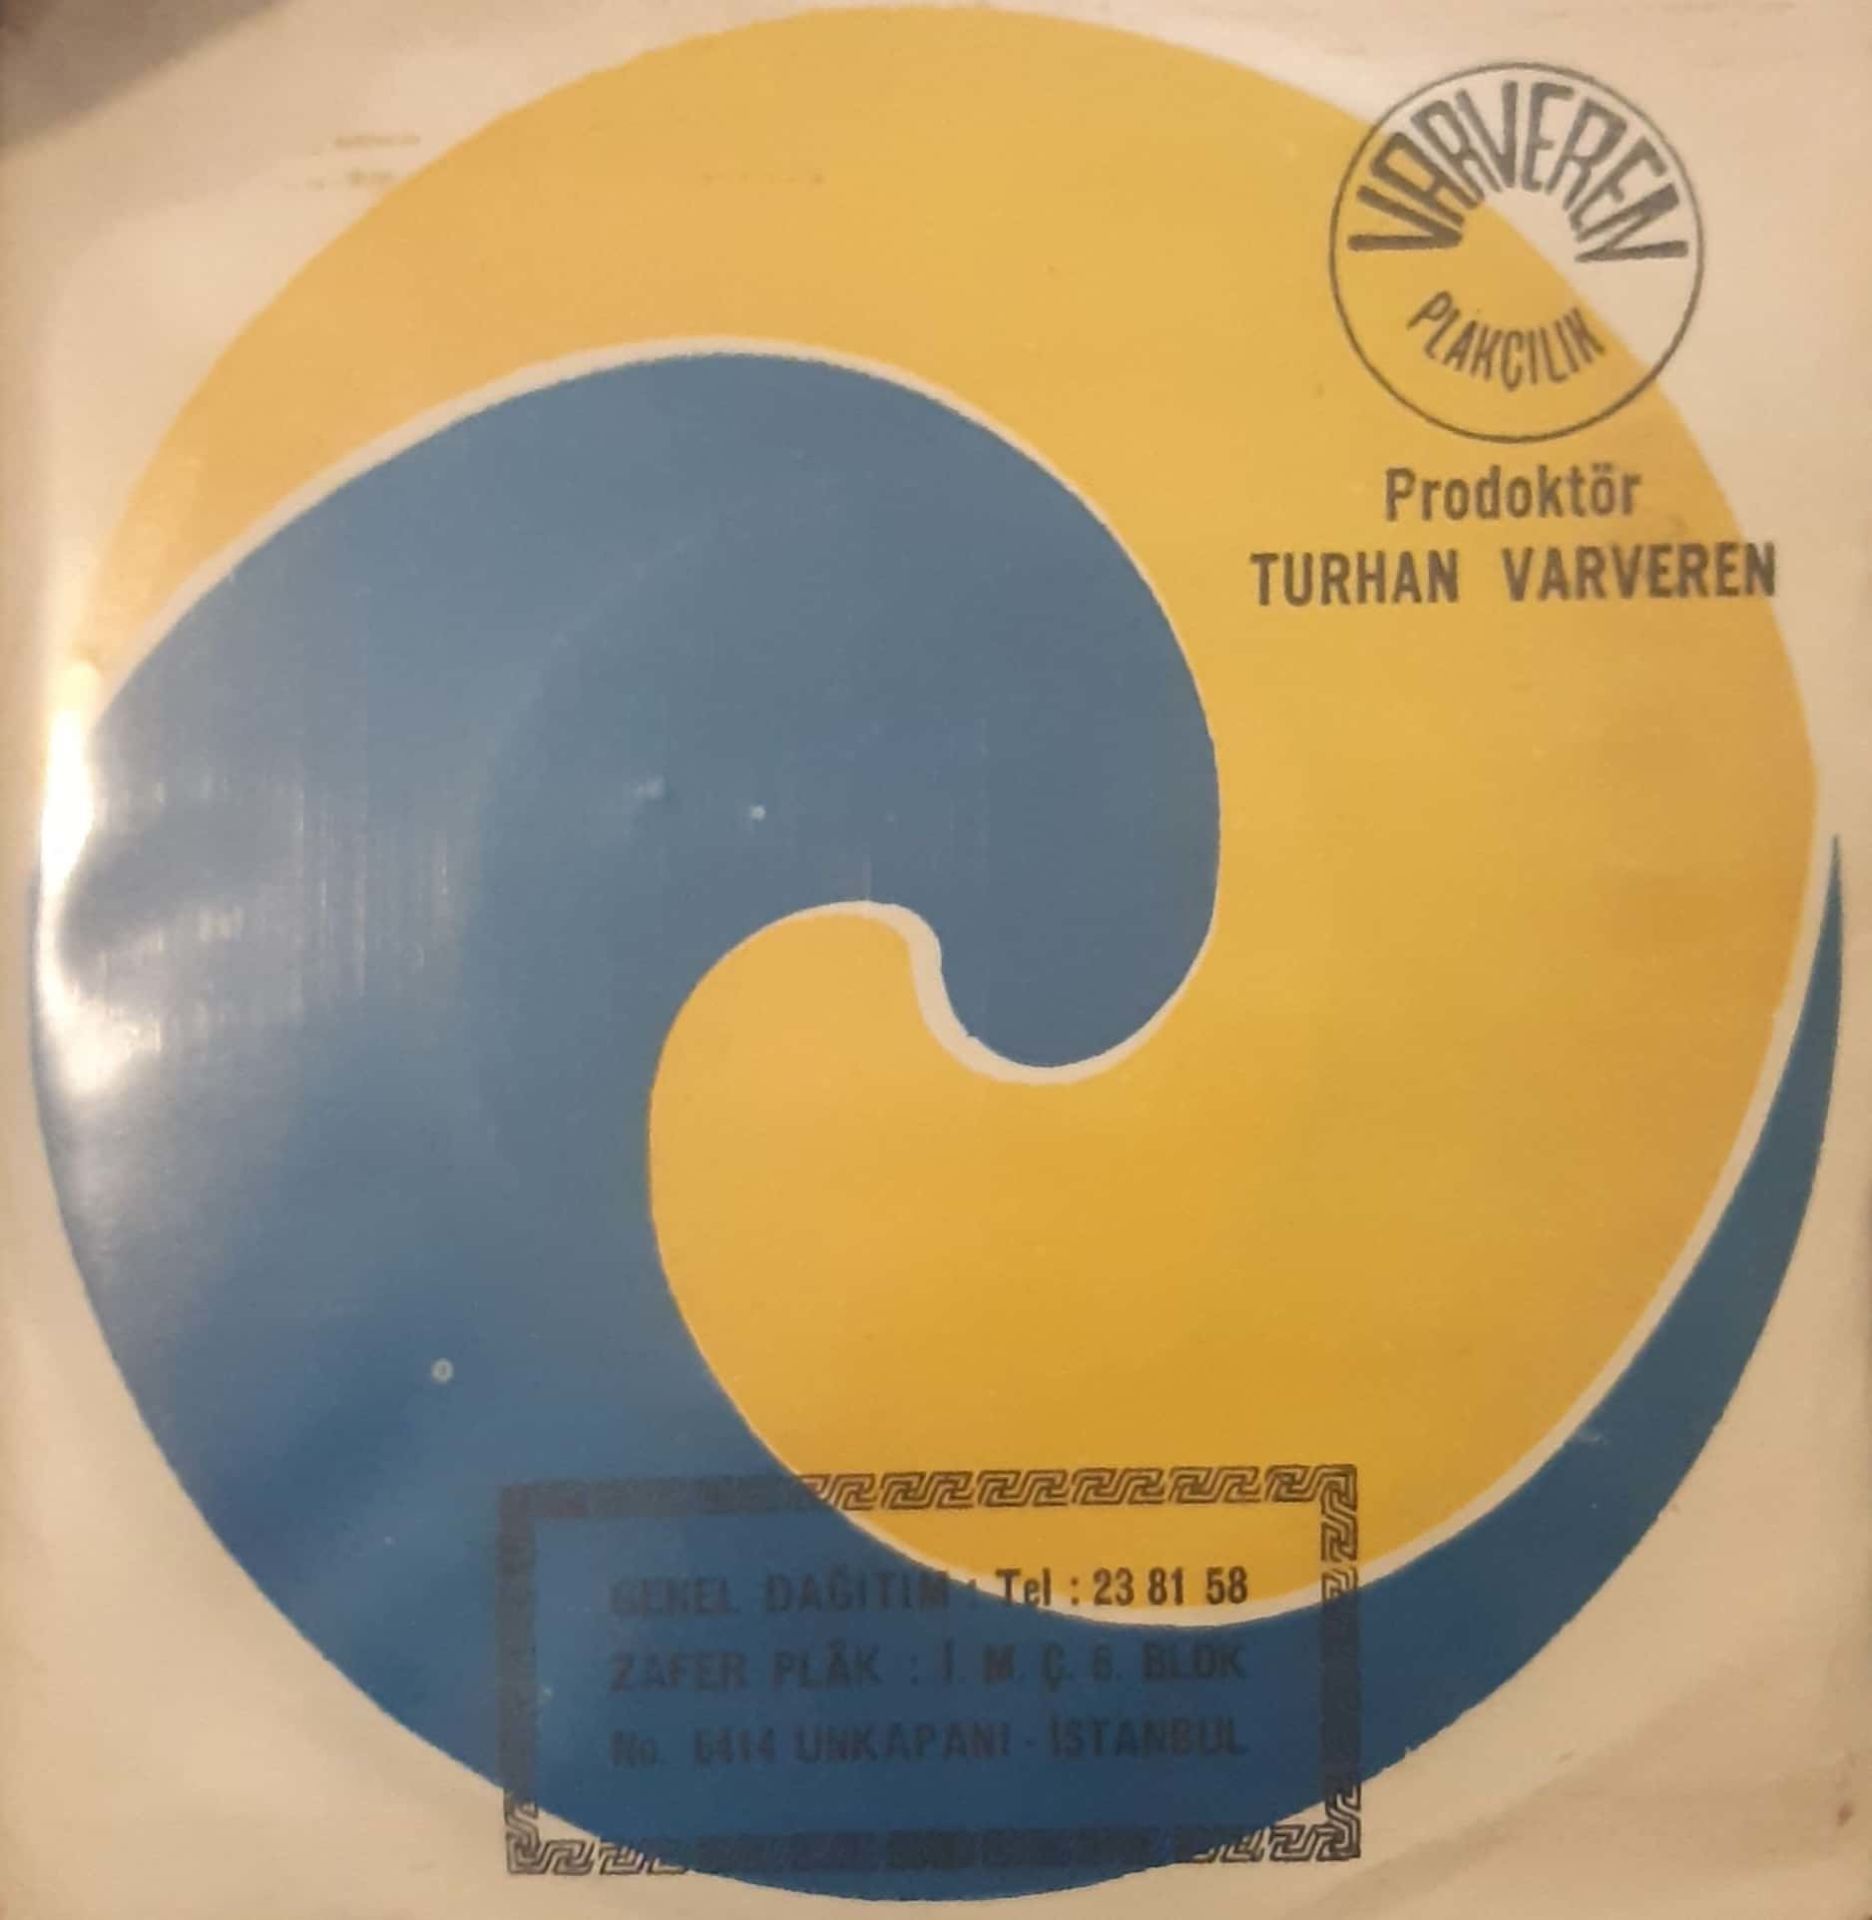 VARVEREN
PLAKCILIK
Prodoktör
TURHAN VARVEREN
GENEL DAĞITIM : Tel : 23 81 58
ZAFER PLÂK : İ. M. Ç. 6. BLOK
No. 6414 UNKAPANI - İSTANBUL